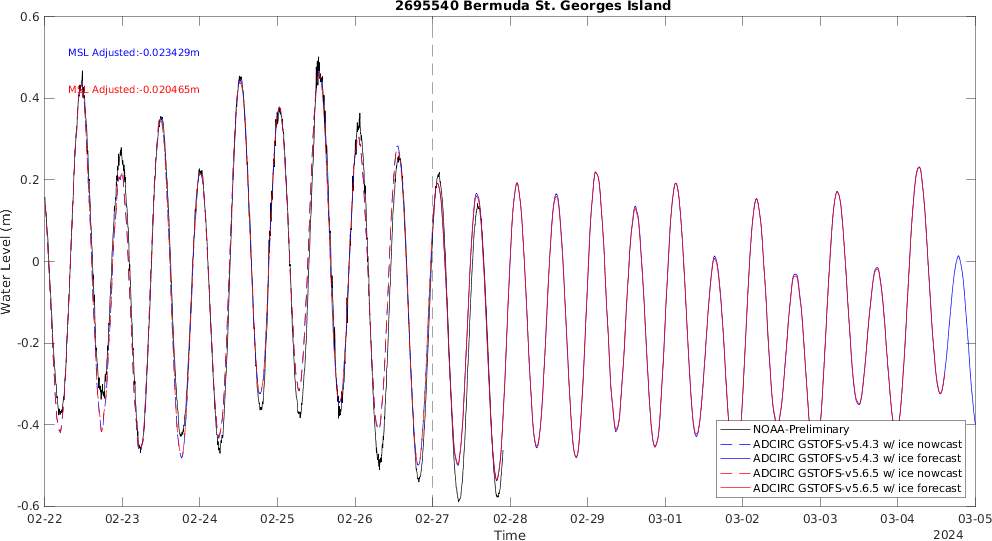 2695540 Bermuda St. Georges Island
MSL Adjusted:-0.023429m
MSL Adjusted:-0.020465m
Water Level (m)
0.6
0.4
0.2
0
-0.2
-0.4
-0.6
NOAA-Preliminary
ADCIRC GSTOFS-v5.4.3 w/ ice nowcast
ADCIRC GSTOFS-v5.4.3 w/ ice forecast
ADCIRC GSTOFS-v5.6.5 w/ ice nowcast
ADCIRC GSTOFS-v5.6.5 w/ ice forecast
02-22 02-23 02-24 02-25 02-26 02-27 02-28 02-29 03-01 03-02 03-03 03-04 03-05
Time
2024